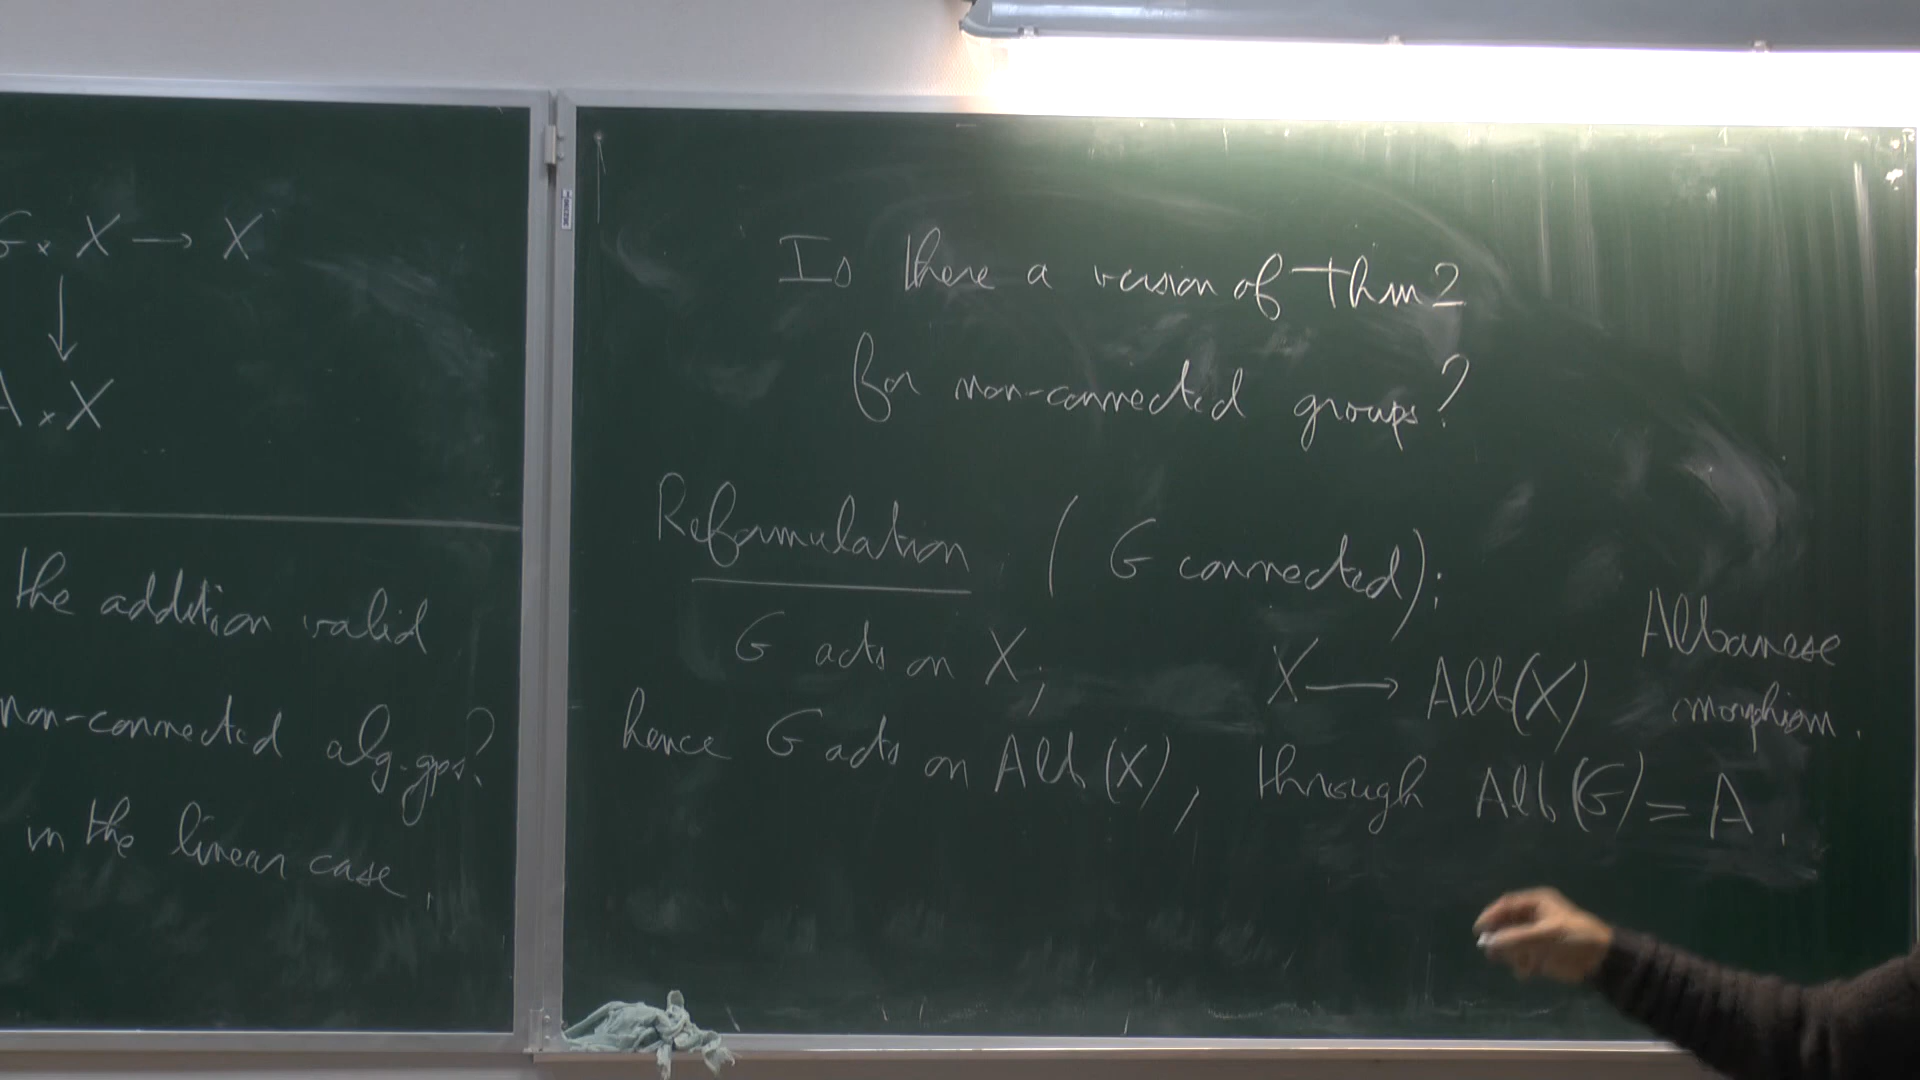 G × X → X
A × X
the addition valid
non-connected alg. gps?
in the linear case.
Is there a version of Thm 2
for non-connected groups?
Reformulation (G connected);
G acts on X; X → Alb(X) Albanese
morphism.
hence G acts on Alb(X), through Alb(G) = A.